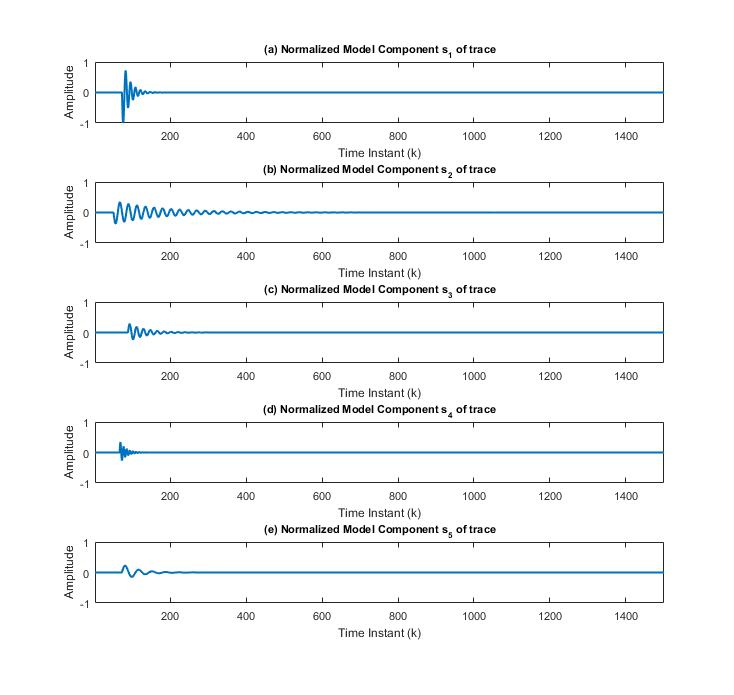 (a) Normalized Model Component s1 of trace
1
0
-1
Amplitude
200 400 600 800 1000 1200 1400
Time Instant (k)
(b) Normalized Model Component s2 of trace
1
0
-1
Amplitude
200 400 600 800 1000 1200 1400
Time Instant (k)
(c) Normalized Model Component s3 of trace
1
0
-1
Amplitude
200 400 600 800 1000 1200 1400
Time Instant (k)
(d) Normalized Model Component s4 of trace
1
0
-1
Amplitude
200 400 600 800 1000 1200 1400
Time Instant (k)
(e) Normalized Model Component s5 of trace
1
0
-1
Amplitude
200 400 600 800 1000 1200 1400
Time Instant (k)